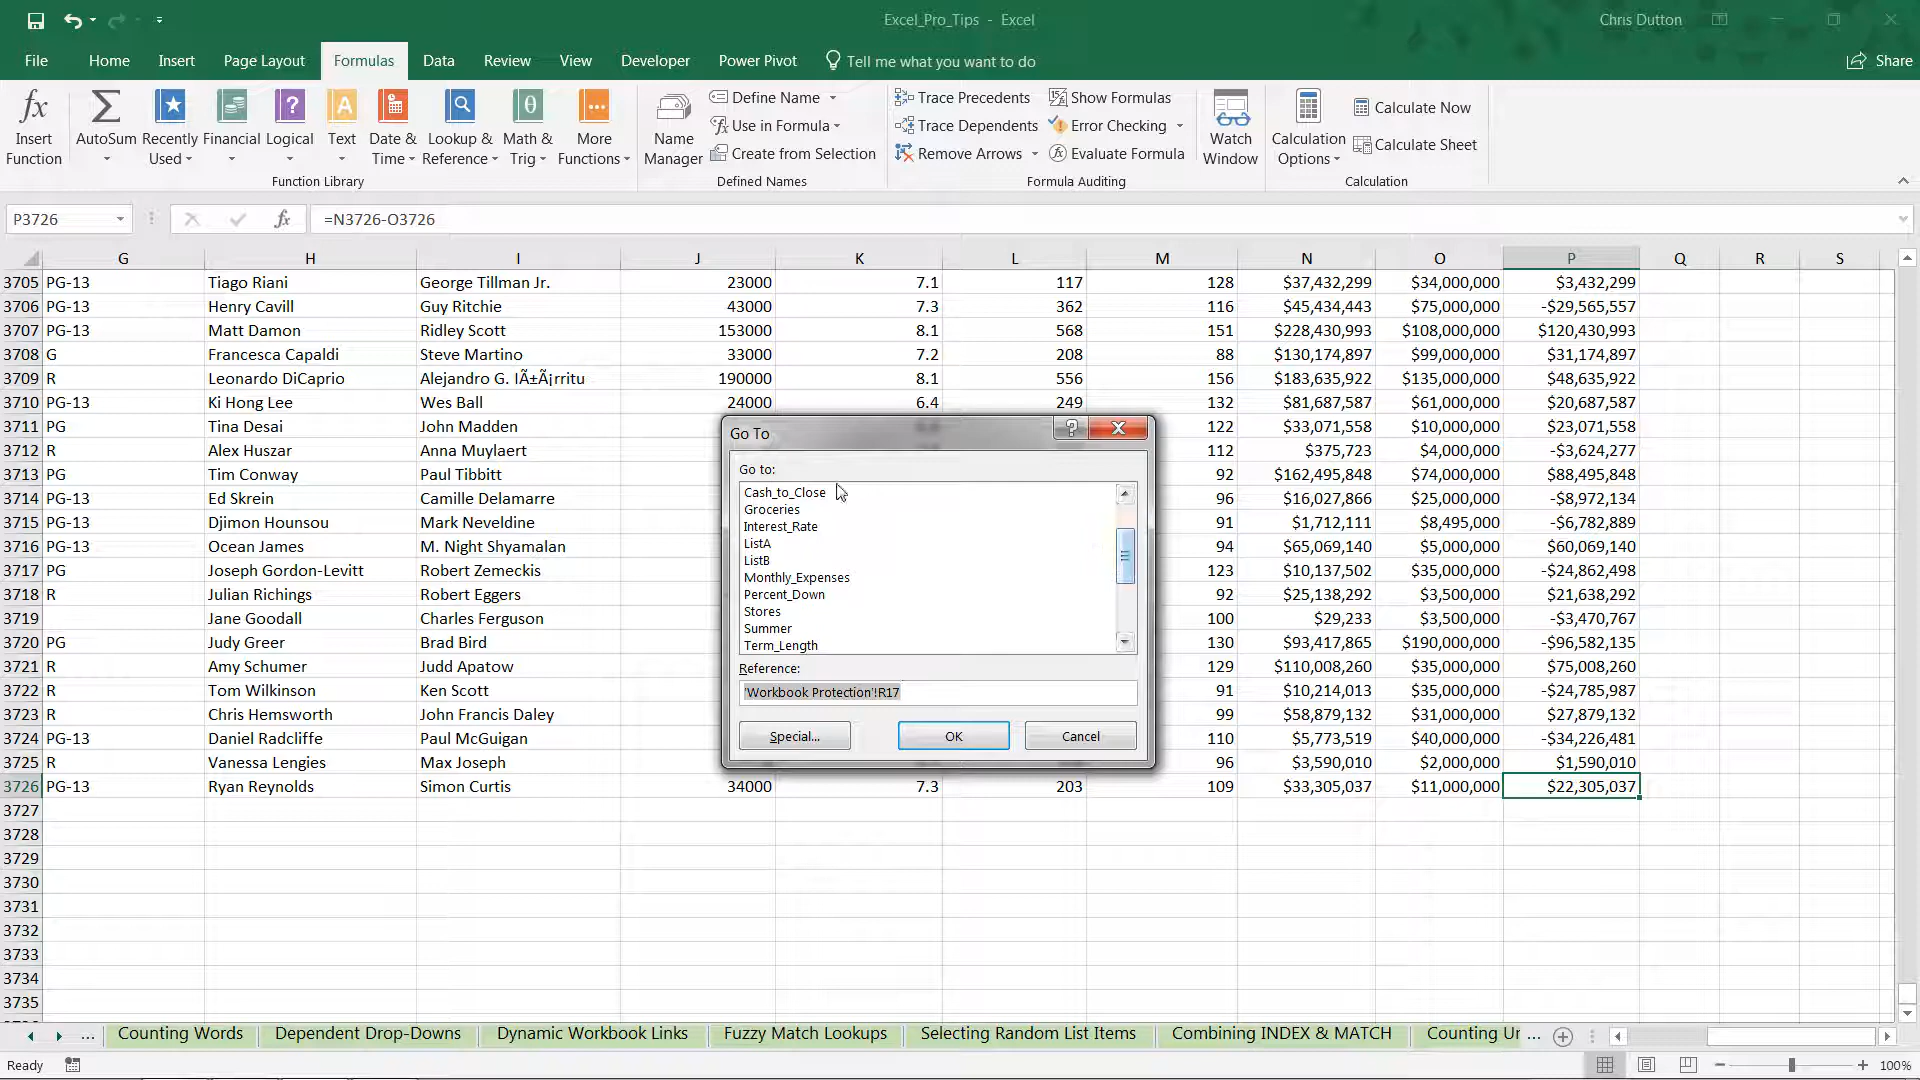 Excel_Pro_Tips - Excel
Chris Dutton
File Home Insert Page Layout Formulas Data Review View Developer Power Pivot Tell me what you want to do Share
fx Insert Function
AutoSum
Recently Used
Financial
Logical
Text
Date & Time
Lookup & Reference
Math & Trig
More Functions
Function Library
Name Manager
Define Name
Use in Formula
Create from Selection
Defined Names
Trace Precedents
Trace Dependents
Remove Arrows
Show Formulas
Error Checking
Evaluate Formula
Formula Auditing
Watch Window
Calculation Options
Calculate Now
Calculate Sheet
Calculation
P3726 fx =N3726-O3726
G H I J K L M N O P Q R S
3705 PG-13 Tiago Riani George Tillman Jr. 23000 7.1 117 128 $37,432,299 $34,000,000 $3,432,299
3706 PG-13 Henry Cavill Guy Ritchie 43000 7.3 362 116 $45,434,443 $75,000,000 -$29,565,557
3707 PG-13 Matt Damon Ridley Scott 153000 8.1 568 151 $228,430,993 $108,000,000 $120,430,993
3708 G Francesca Capaldi Steve Martino 33000 7.2 208 88 $130,174,897 $99,000,000 $31,174,897
3709 R Leonardo DiCaprio Alejandro G. IÃ±Ã¡rritu 190000 8.1 556 156 $183,635,922 $135,000,000 $48,635,922
3710 PG-13 Ki Hong Lee Wes Ball 24000 6.4 249 132 $81,687,587 $61,000,000 $20,687,587
3711 PG Tina Desai John Madden 122 $33,071,558 $10,000,000 $23,071,558
3712 R Alex Huszar Anna Muylaert 112 $375,723 $4,000,000 -$3,624,277
3713 PG Tim Conway Paul Tibbitt 92 $162,495,848 $74,000,000 $88,495,848
3714 PG-13 Ed Skrein Camille Delamarre 96 $16,027,866 $25,000,000 -$8,972,134
3715 PG-13 Djimon Hounsou Mark Neveldine 91 $1,712,111 $8,495,000 -$6,782,889
3716 PG-13 Ocean James M. Night Shyamalan 94 $65,069,140 $5,000,000 $60,069,140
3717 PG Joseph Gordon-Levitt Robert Zemeckis 123 $10,137,502 $35,000,000 -$24,862,498
3718 R Julian Richings Robert Eggers 92 $25,138,292 $3,500,000 $21,638,292
3719 Jane Goodall Charles Ferguson 100 $29,233 $3,500,000 -$3,470,767
3720 PG Judy Greer Brad Bird 130 $93,417,865 $190,000,000 -$96,582,135
3721 R Amy Schumer Judd Apatow 129 $110,008,260 $35,000,000 $75,008,260
3722 R Tom Wilkinson Ken Scott 91 $10,214,013 $35,000,000 -$24,785,987
3723 R Chris Hemsworth John Francis Daley 99 $58,879,132 $31,000,000 $27,879,132
3724 PG-13 Daniel Radcliffe Paul McGuigan 110 $5,773,519 $40,000,000 -$34,226,481
3725 R Vanessa Lengies Max Joseph 96 $3,590,010 $2,000,000 $1,590,010
3726 PG-13 Ryan Reynolds Simon Curtis 34000 7.3 203 109 $33,305,037 $11,000,000 $22,305,037
3727
3728
3729
3730
3731
3732
3733
3734
3735
Go To
Go to:
Cash_to_Close
Groceries
Interest_Rate
ListA
ListB
Monthly_Expenses
Percent_Down
Stores
Summer
Term_Length
Reference:
'Workbook Protection'!R17
Special... OK Cancel
... Counting Words Dependent Drop-Downs Dynamic Workbook Links Fuzzy Match Lookups Selecting Random List Items Combining INDEX & MATCH Counting Un ...
Ready 100%